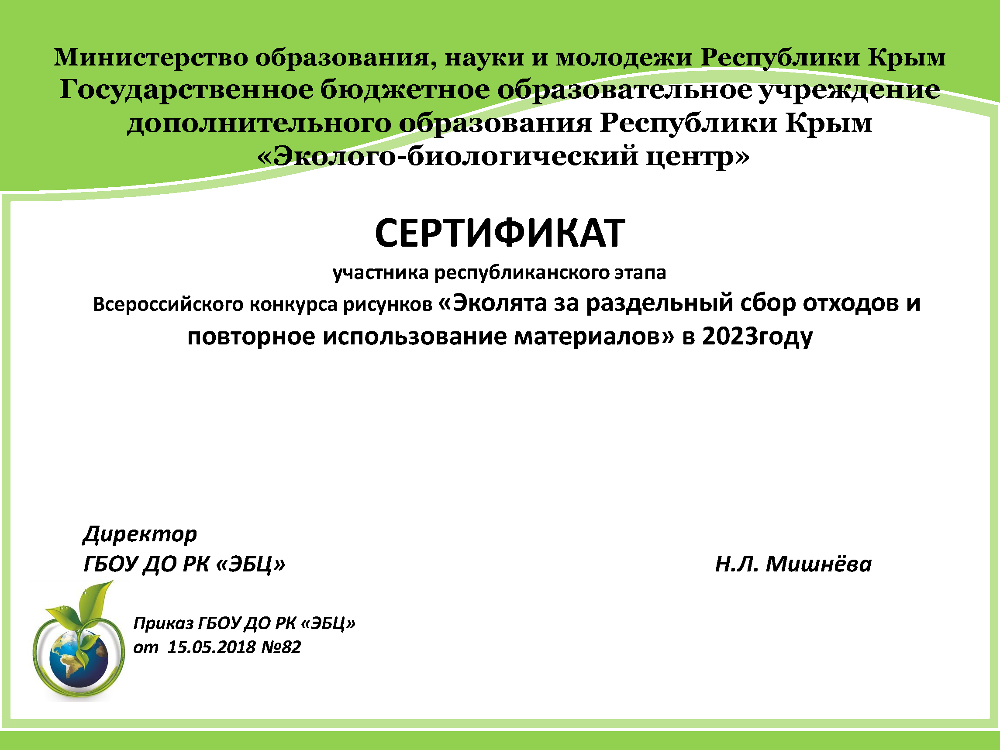 Министерство образования, науки и молодежи Республики Крым
Государственное бюджетное образовательное учреждение
дополнительного образования Республики Крым
«Эколого-биологический центр»
СЕРТИФИКАТ
участника республиканского этапа
Всероссийского конкурса рисунков «Эколята за раздельный сбор отходов и
повторное использование материалов» в 2023году
Директор
ГБОУ ДО РК «ЭБЦ» Н.Л. Мишнёва
Приказ ГБОУ ДО РК «ЭБЦ»
от 15.05.2018 №82